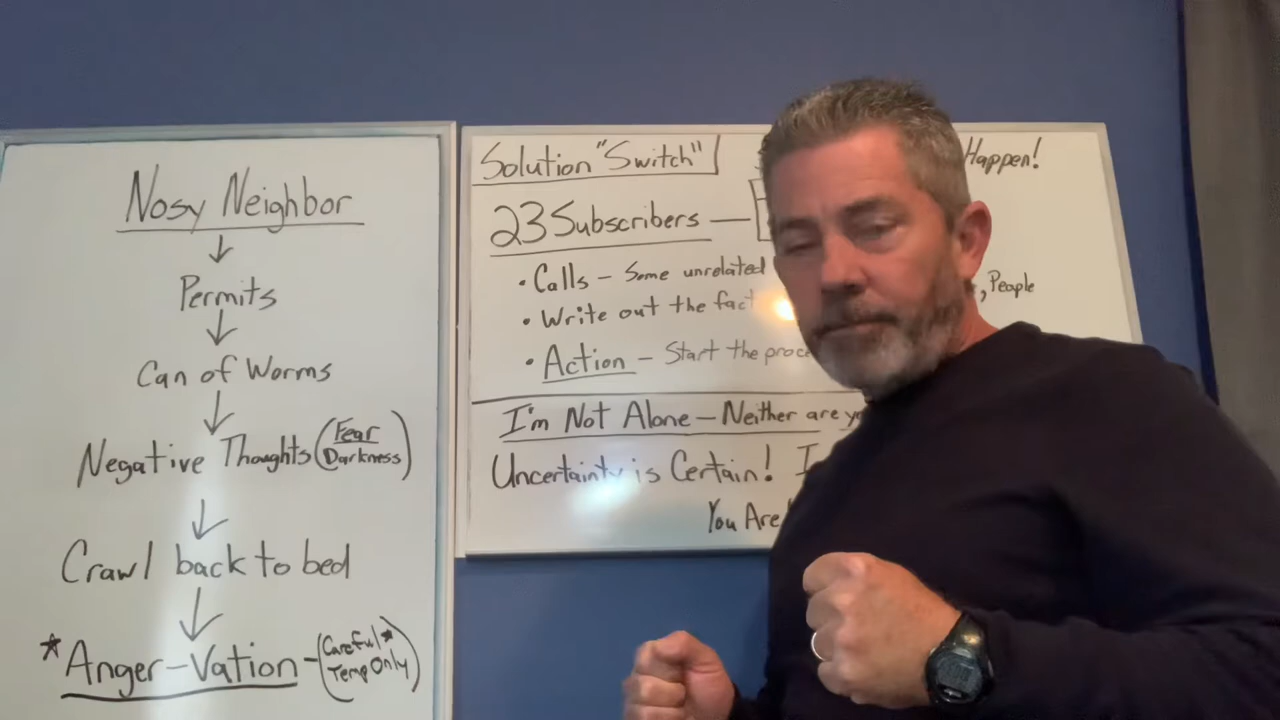 Nosy Neighbor
Permits
Can of Worms
Negative Thoughts (Fear
Darkness)
Crawl back to bed
*Anger-Vation - (Careful*
Temp Only)
Solution "Switch"
Happen!
23 Subscribers —
• Calls - Some unrelated
• Write out the fact
, People
• Action - Start the proc
I'm Not Alone - Neither are
Uncertainty is Certain! I
You Are